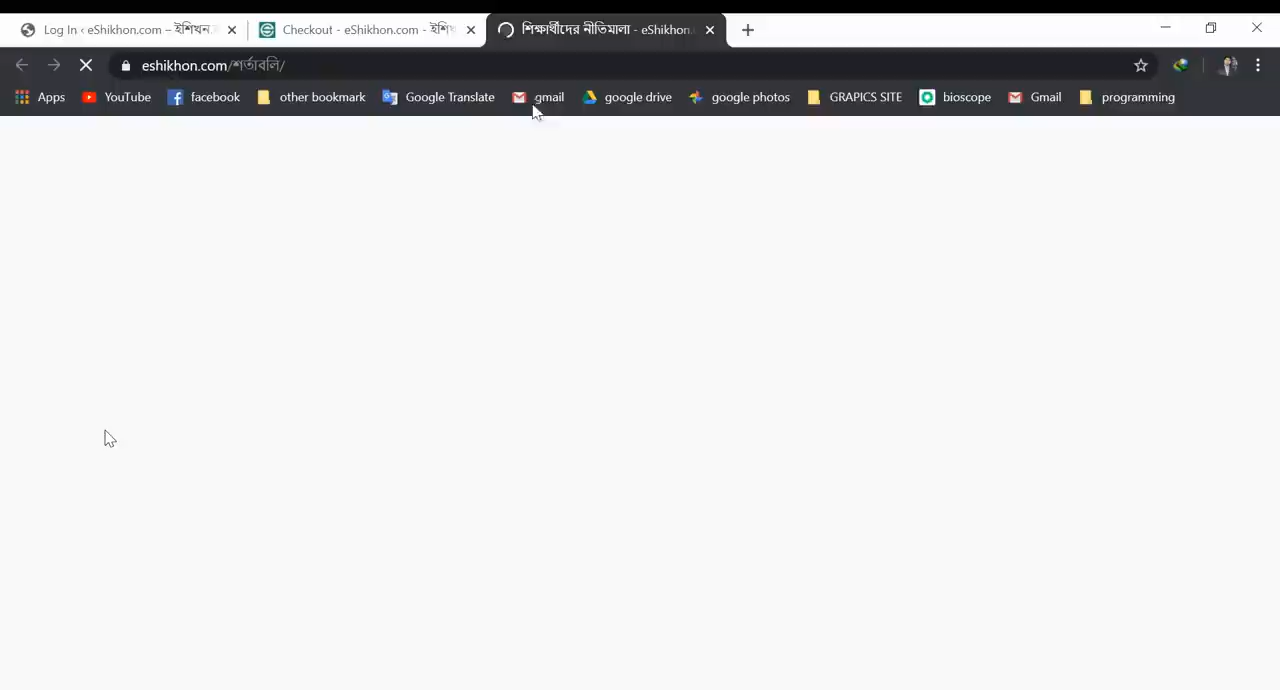 Log In ‹ eShikhon.com – ইশিখন
Checkout - eShikhon.com - ইশি
শিক্ষার্থীদের নীতিমালা - eShikhon.
eshikhon.com/শর্তাবলি/
Apps YouTube facebook other bookmark Google Translate gmail google drive google photos GRAPICS SITE bioscope Gmail programming